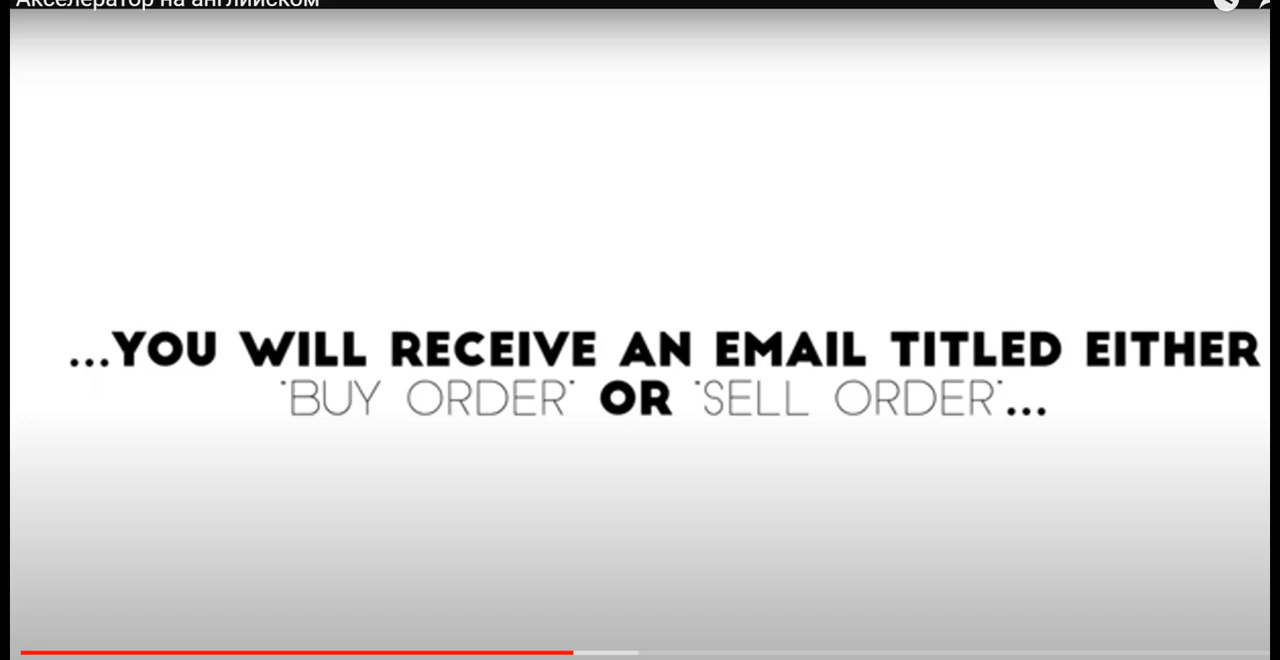 Акселератор на английском
...YOU WILL RECEIVE AN EMAIL TITLED EITHER
"BUY ORDER" OR "SELL ORDER"...